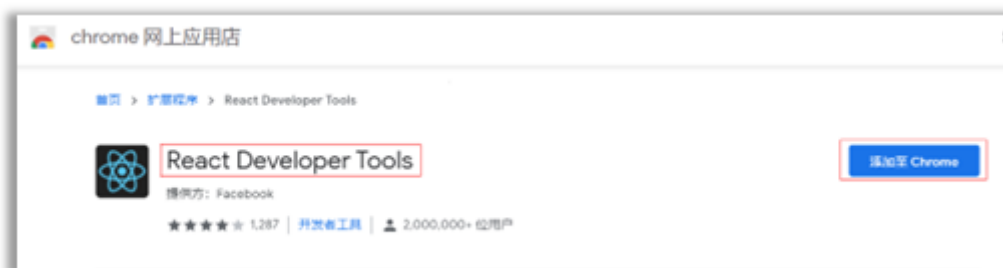 chrome 网上应用店
首页 > 扩展程序 > React Developer Tools
React Developer Tools
添加至 Chrome
提供方：Facebook
1,287 | 开发者工具 | 2,000,000+ 位用户